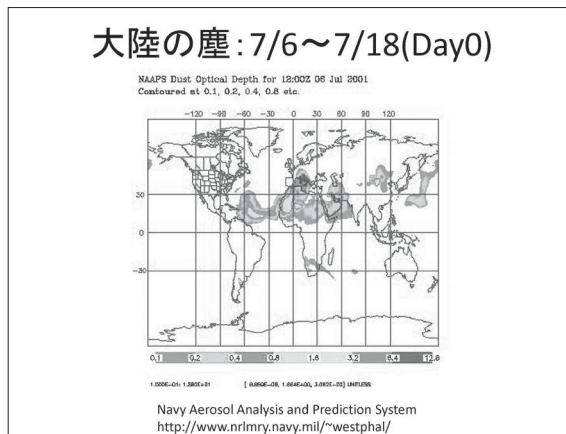 大陸の塵：7/6～7/18(Day0)
NAAPS Dust Optical Depth for 12:00Z 06 Jul 2001
Contoured at 0.1, 0.2, 0.4, 0.8 etc.
-120 -90 -60 -30 0 30 60 90 120
30
0
-30
0.1 0.2 0.4 0.8 1.6 3.2 6.4 12.8
Navy Aerosol Analysis and Prediction System
http://www.nrlmry.navy.mil/~westphal/